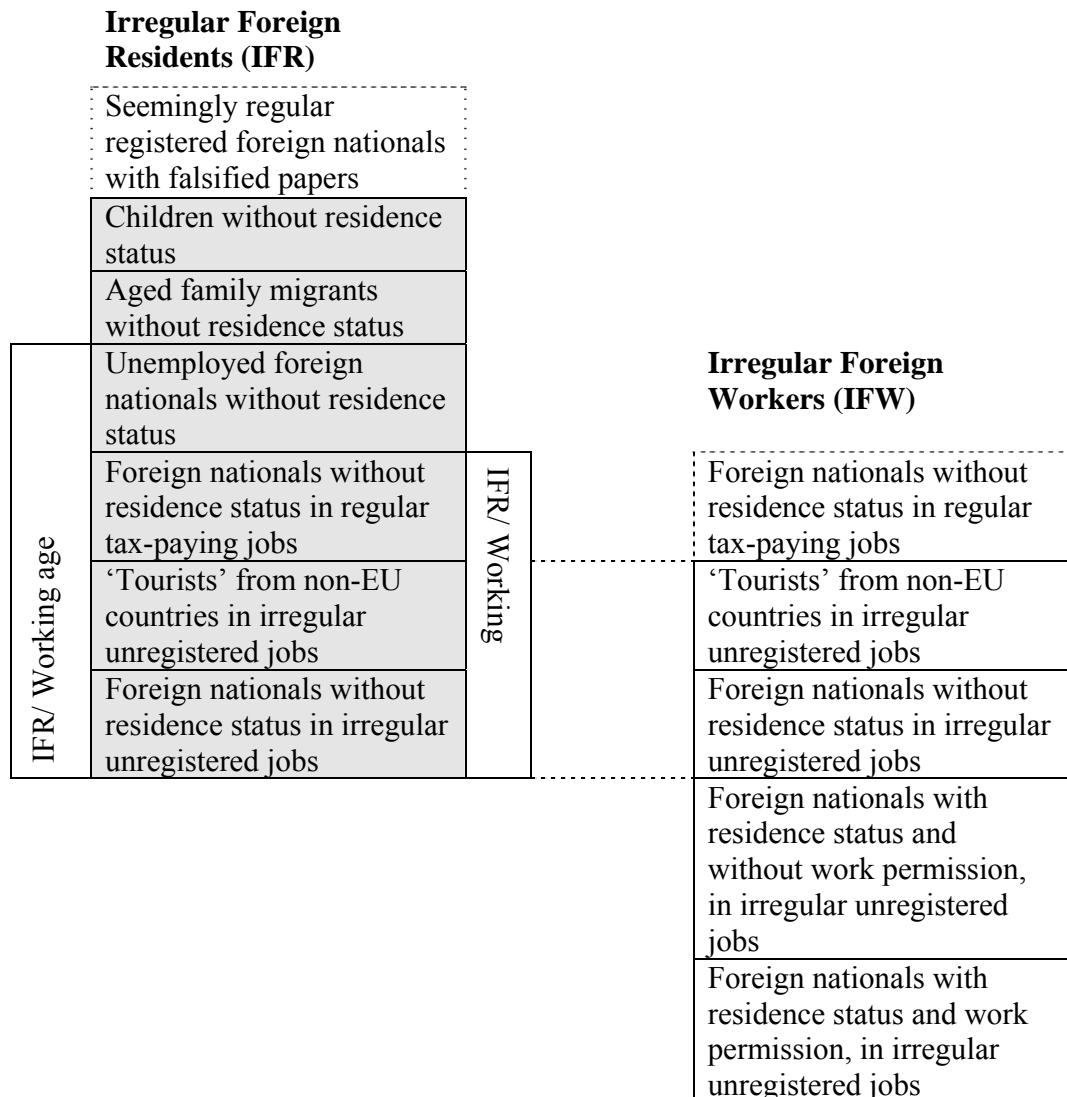 Irregular Foreign
Residents (IFR)
Seemingly regular
registered foreign nationals
with falsified papers
Children without residence
status
Aged family migrants
without residence status
Unemployed foreign
nationals without residence
status
Foreign nationals without
residence status in regular
tax-paying jobs
‘Tourists’ from non-EU
countries in irregular
unregistered jobs
Foreign nationals without
residence status in irregular
unregistered jobs
IFR/ Working age
IFR/ Working
Irregular Foreign
Workers (IFW)
Foreign nationals without
residence status in regular
tax-paying jobs
‘Tourists’ from non-EU
countries in irregular
unregistered jobs
Foreign nationals without
residence status in irregular
unregistered jobs
Foreign nationals with
residence status and
without work permission,
in irregular unregistered
jobs
Foreign nationals with
residence status and work
permission, in irregular
unregistered jobs